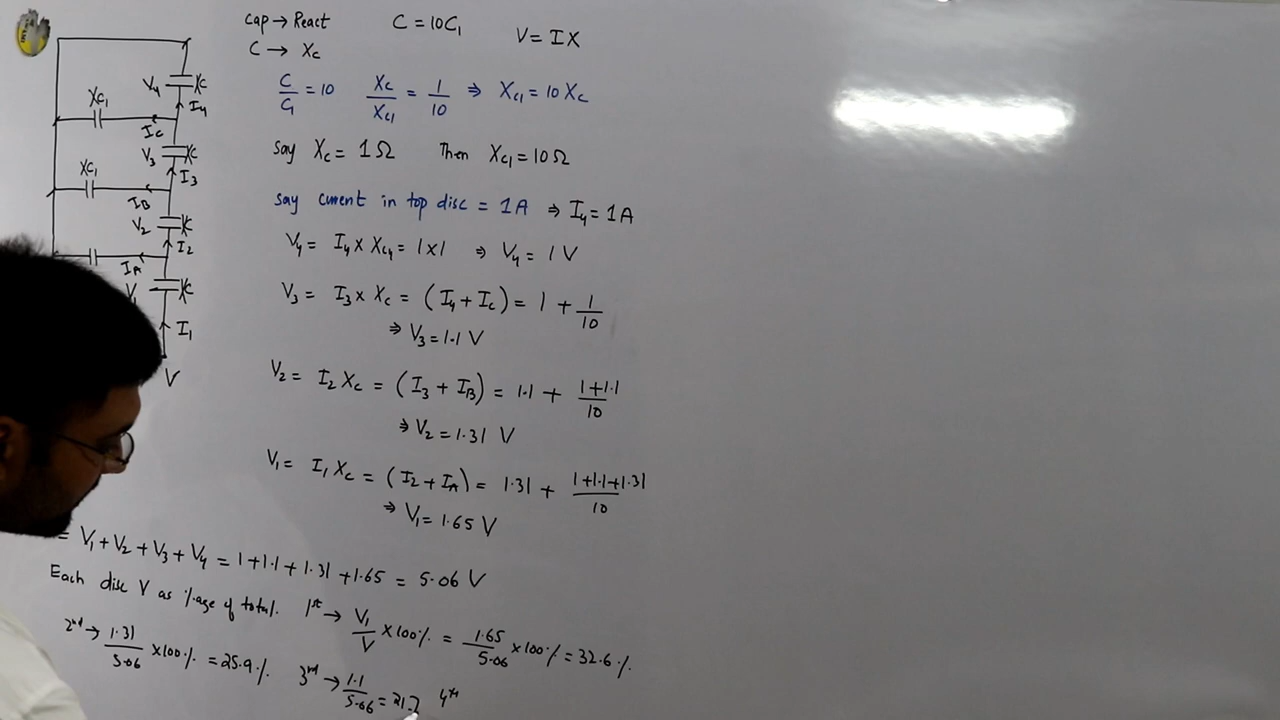 Cap → React C = 10C₁ V = IX
C → Xc
C/C₁ = 10 Xc/Xc1 = 1/10 ⇒ Xc1 = 10 Xc
Say Xc = 1Ω Then Xc1 = 10Ω
Say current in top disc = 1A ⇒ I₄ = 1A
V₄ = I₄ × Xc₄ = 1×1 ⇒ V₄ = 1V
V₃ = I₃ × Xc = (I₄ + Ic) = 1 + 1/10
⇒ V₃ = 1.1 V
V₂ = I₂ Xc = (I₃ + IB) = 1.1 + (1+1.1)/10
⇒ V₂ = 1.31 V
V₁ = I₁ Xc = (I₂ + IA) = 1.31 + (1+1.1+1.31)/10
⇒ V₁ = 1.65 V
= V₁ + V₂ + V₃ + V₄ = 1+1.1+1.31+1.65 = 5.06 V
Each disc V as %age of total. 1st → V₁/V ×100% = 1.65/5.06 ×100% = 32.6%
2nd → 1.31/5.06 ×100% = 25.9% 3rd → 1.1/5.06 = 21.7 4th
V₄ Xc
Xc₁ I₄
Ic
V₃ Xc
Xc₁ I₃
IB
V₂ Xc
I₂
IA
V₁ Xc
I₁
V